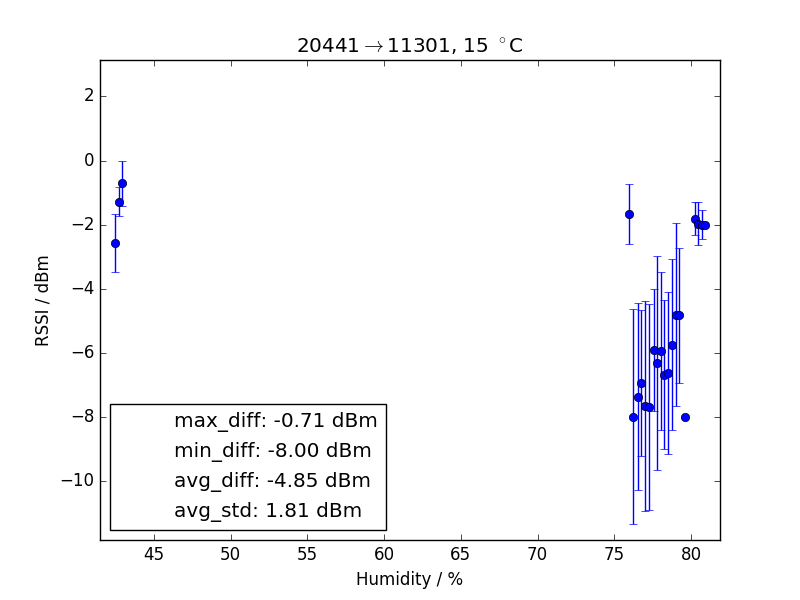 20441→11301, 15 °C
2
0
−2
−4
−6
−8
−10
RSSI / dBm
max_diff: -0.71 dBm
min_diff: -8.00 dBm
avg_diff: -4.85 dBm
avg_std: 1.81 dBm
45 50 55 60 65 70 75 80
Humidity / %